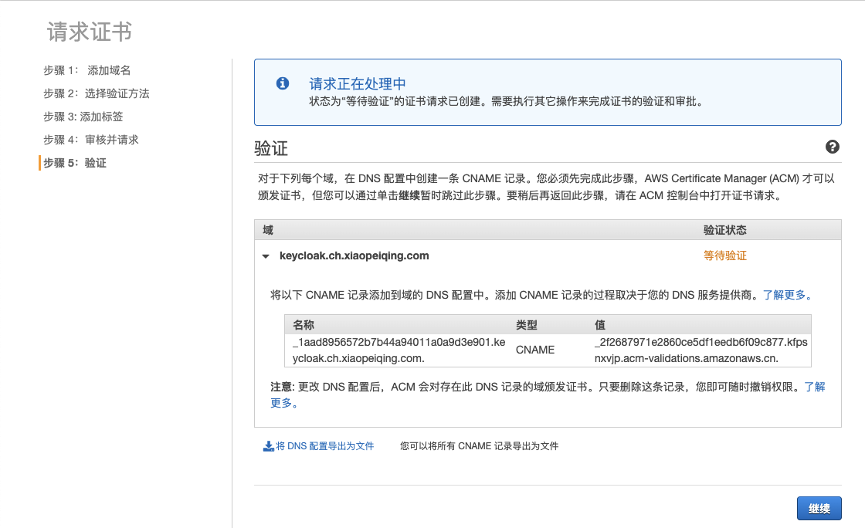 请求证书
步骤 1： 添加域名
步骤 2：选择验证方法
步骤 3: 添加标签
步骤 4：审核并请求
步骤 5：验证
请求正在处理中
状态为“等待验证”的证书请求已创建。需要执行其它操作来完成证书的验证和审批。
验证
对于下列每个域，在 DNS 配置中创建一条 CNAME 记录。您必须先完成此步骤，AWS Certificate Manager (ACM) 才可以
颁发证书，但您可以通过单击继续暂时跳过此步骤。要稍后再返回此步骤，请在 ACM 控制台中打开证书请求。
域 验证状态
keycloak.ch.xiaopeiqing.com 等待验证
将以下 CNAME 记录添加到域的 DNS 配置中。添加 CNAME 记录的过程取决于您的 DNS 服务提供商。了解更多。
名称 类型 值
_1aad8956572b7b44a94011a0a9d3e901.ke
ycloak.ch.xiaopeiqing.com.
CNAME
_2f2687971e2860ce5df1eedb6f09c877.kfps
nxvjp.acm-validations.amazonaws.cn.
注意: 更改 DNS 配置后，ACM 会对存在此 DNS 记录的域颁发证书。只要删除这条记录，您即可随时撤销权限。了解
更多。
将 DNS 配置导出为文件 您可以将所有 CNAME 记录导出为文件
继续